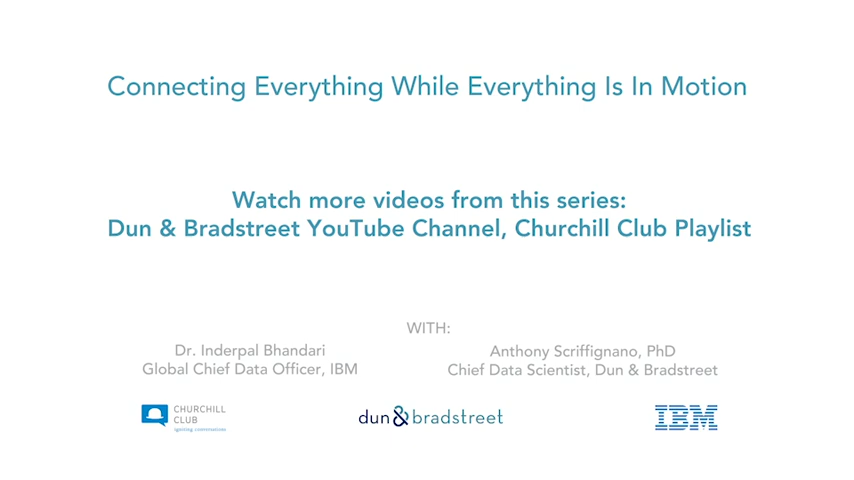 Connecting Everything While Everything Is In Motion
Watch more videos from this series:
Dun & Bradstreet YouTube Channel, Churchill Club Playlist
WITH:
Dr. Inderpal Bhandari
Global Chief Data Officer, IBM
Anthony Scriffignano, PhD
Chief Data Scientist, Dun & Bradstreet
CHURCHILL
CLUB
igniting conversations
dun & bradstreet
IBM